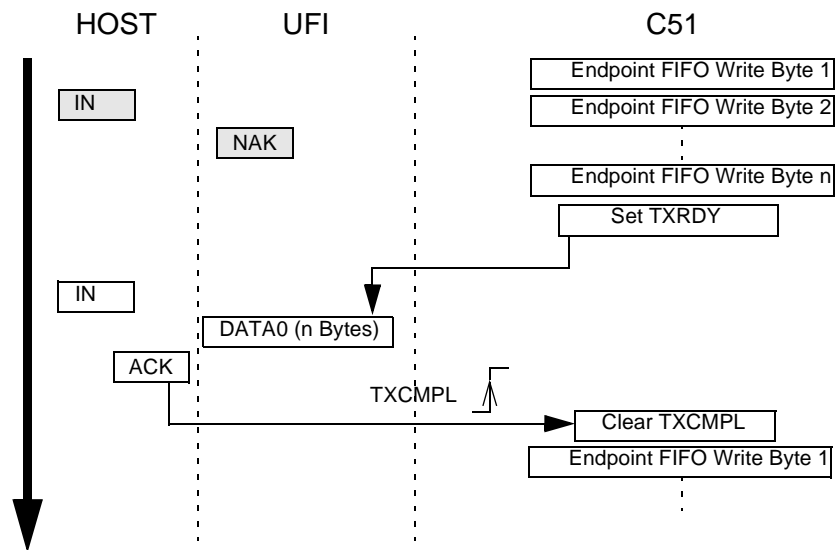 HOST UFI C51
Endpoint FIFO Write Byte 1
IN
Endpoint FIFO Write Byte 2
NAK
Endpoint FIFO Write Byte n
Set TXRDY
IN
DATA0 (n Bytes)
ACK
TXCMPL
Clear TXCMPL
Endpoint FIFO Write Byte 1